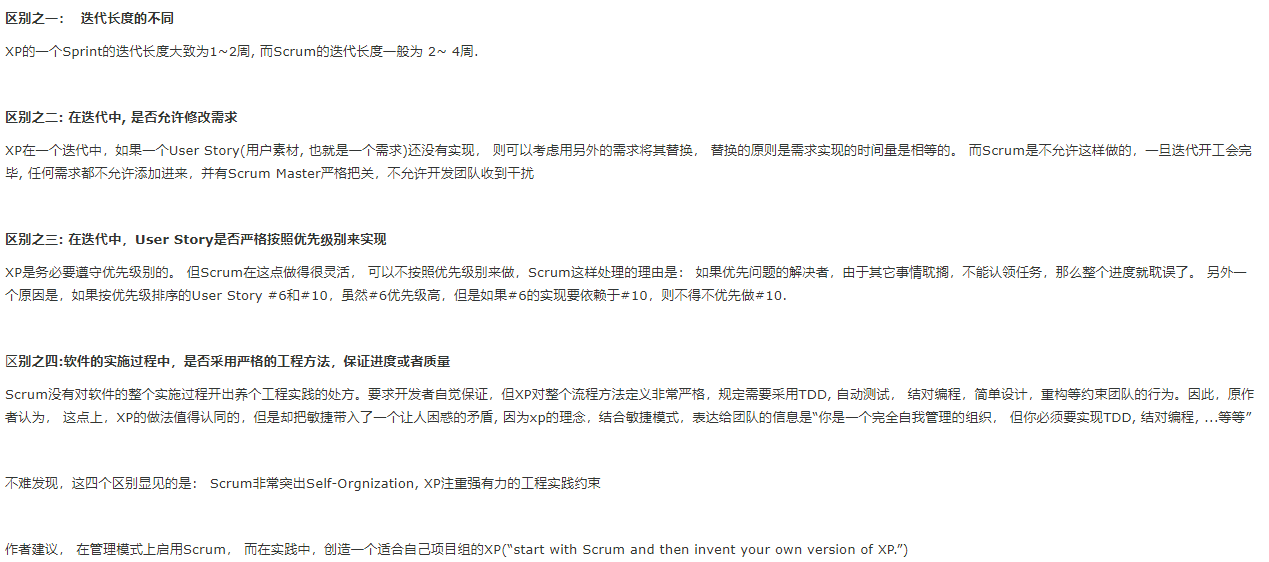 区别之一： 迭代长度的不同
XP的一个Sprint的迭代长度大致为1~2周, 而Scrum的迭代长度一般为 2~ 4周.
区别之二: 在迭代中, 是否允许修改需求
XP在一个迭代中，如果一个User Story(用户素材, 也就是一个需求)还没有实现， 则可以考虑用另外的需求将其替换， 替换的原则是需求实现的时间量是相等的。 而Scrum是不允许这样做的，一旦迭代开工会完
毕, 任何需求都不允许添加进来，并有Scrum Master严格把关，不允许开发团队收到干扰
区别之三: 在迭代中，User Story是否严格按照优先级别来实现
XP是务必要遵守优先级别的。 但Scrum在这点做得很灵活， 可以不按照优先级别来做，Scrum这样处理的理由是： 如果优先问题的解决者，由于其它事情耽搁，不能认领任务，那么整个进度就耽误了。 另外一
个原因是，如果按优先级排序的User Story #6和#10，虽然#6优先级高，但是如果#6的实现要依赖于#10，则不得不优先做#10.
区别之四:软件的实施过程中，是否采用严格的工程方法，保证进度或者质量
Scrum没有对软件的整个实施过程开出养个工程实践的处方。要求开发者自觉保证，但XP对整个流程方法定义非常严格，规定需要采用TDD, 自动测试， 结对编程，简单设计，重构等约束团队的行为。因此，原作
者认为， 这点上，XP的做法值得认同的，但是却把敏捷带入了一个让人困惑的矛盾, 因为xp的理念，结合敏捷模式，表达给团队的信息是“你是一个完全自我管理的组织， 但你必须要实现TDD, 结对编程, ...等等”
不难发现，这四个区别显见的是： Scrum非常突出Self-Orgnization, XP注重强有力的工程实践约束
作者建议， 在管理模式上启用Scrum， 而在实践中，创造一个适合自己项目组的XP(“start with Scrum and then invent your own version of XP.”)